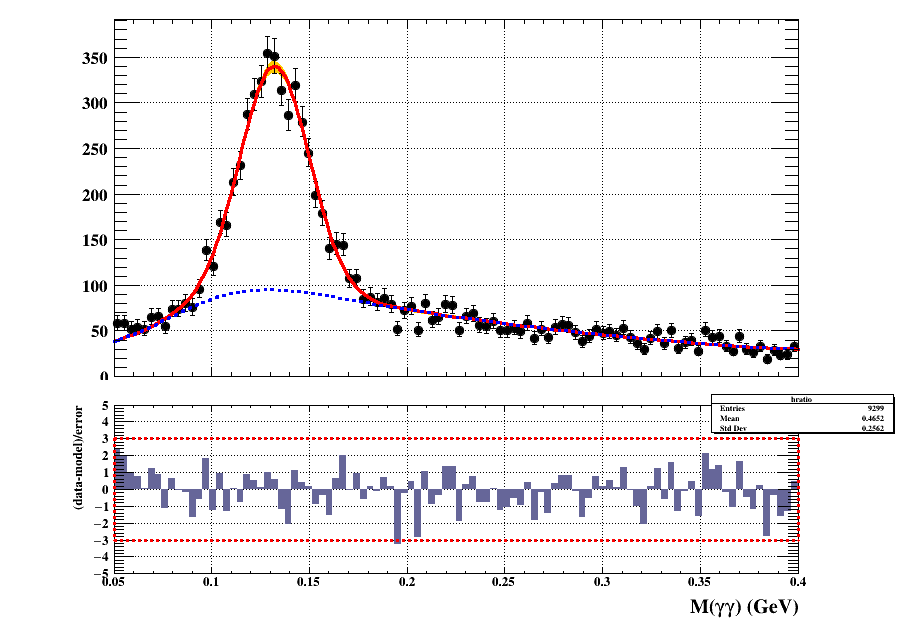 350
300
250
200
150
100
50
0
hratio
Entries 9299
Mean 0.4652
Std Dev 0.2562
(data-model)/error
5
4
3
2
1
0
−1
−2
−3
−4
−5
0.05 0.1 0.15 0.2 0.25 0.3 0.35 0.4
M(γγ) (GeV)